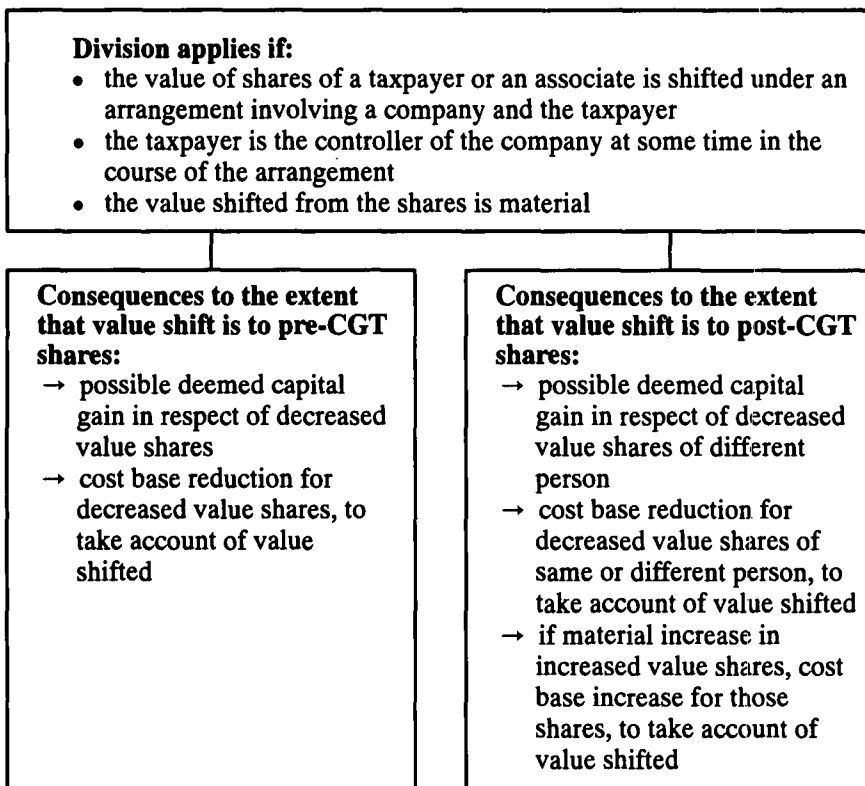 Division applies if:
• the value of shares of a taxpayer or an associate is shifted under an
arrangement involving a company and the taxpayer
• the taxpayer is the controller of the company at some time in the
course of the arrangement
• the value shifted from the shares is material
Consequences to the extent
that value shift is to pre-CGT
shares:
→ possible deemed capital
gain in respect of decreased
value shares
→ cost base reduction for
decreased value shares, to
take account of value
shifted
Consequences to the extent
that value shift is to post-CGT
shares:
→ possible deemed capital
gain in respect of decreased
value shares of different
person
→ cost base reduction for
decreased value shares of
same or different person, to
take account of value shifted
→ if material increase in
increased value shares, cost
base increase for those
shares, to take account of
value shifted